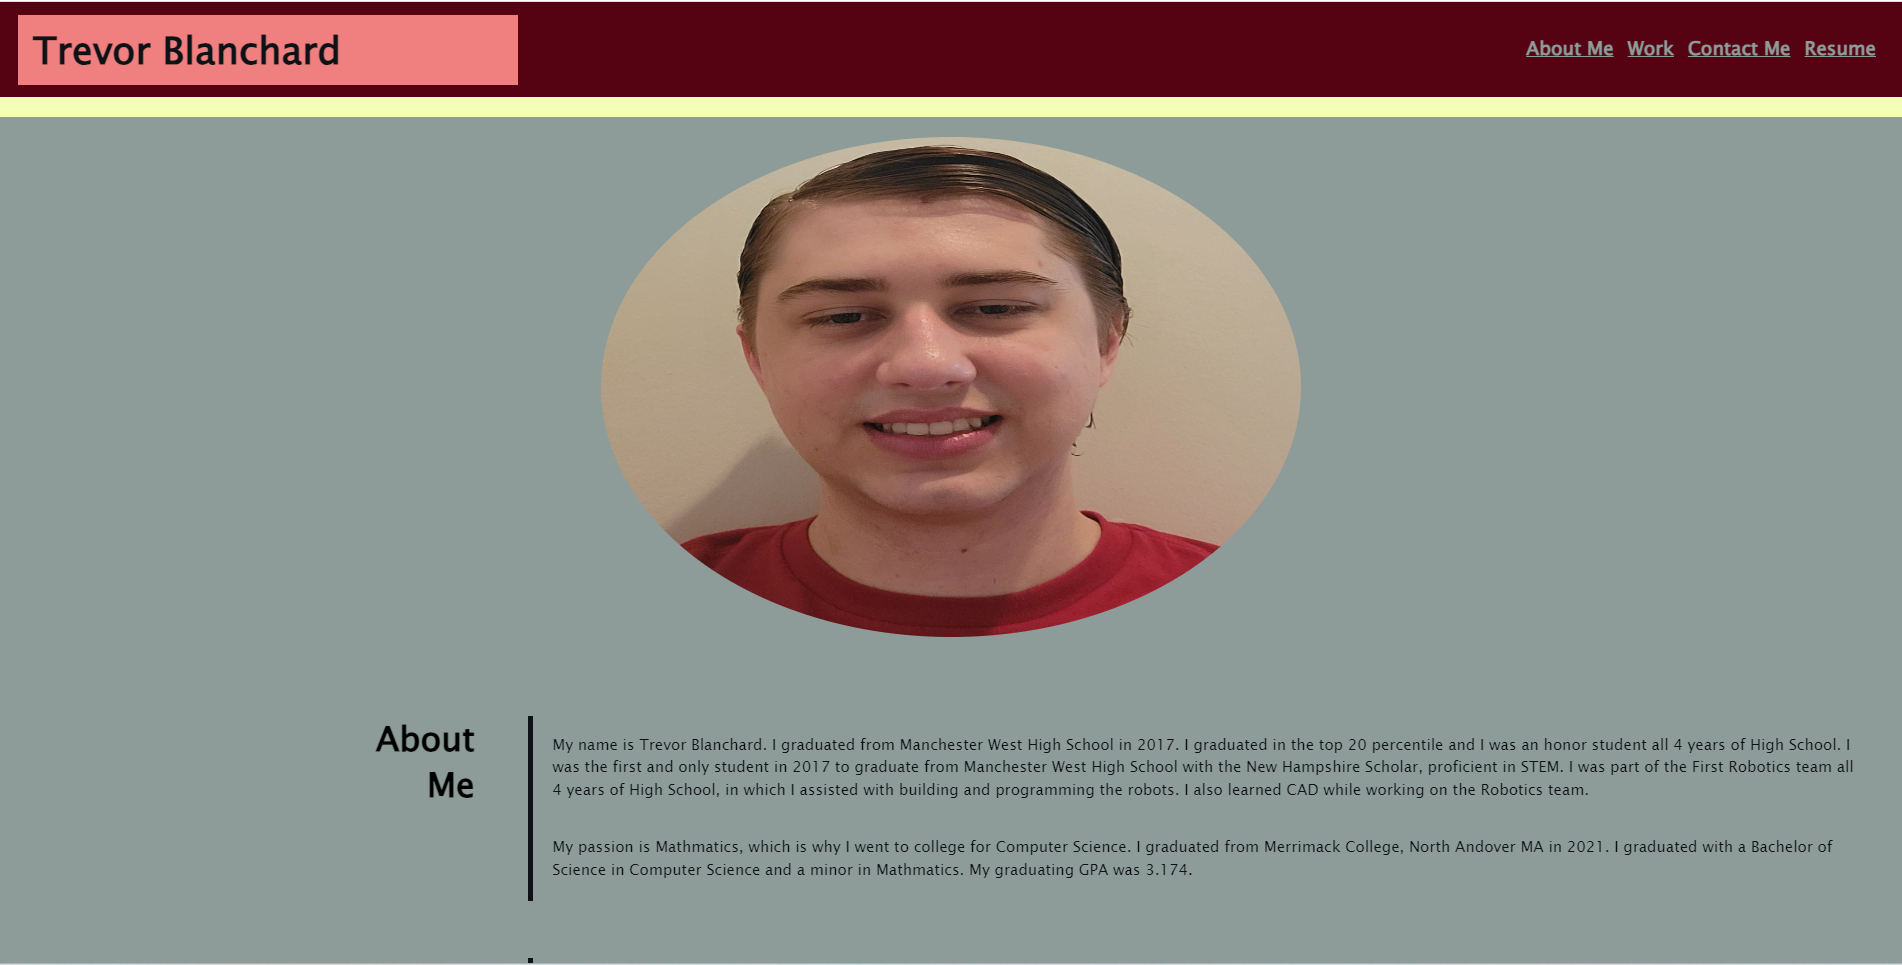 Trevor Blanchard
About Me Work Contact Me Resume
About
Me
My name is Trevor Blanchard. I graduated from Manchester West High School in 2017. I graduated in the top 20 percentile and I was an honor student all 4 years of High School. I
was the first and only student in 2017 to graduate from Manchester West High School with the New Hampshire Scholar, proficient in STEM. I was part of the First Robotics team all
4 years of High School, in which I assisted with building and programming the robots. I also learned CAD while working on the Robotics team.
My passion is Mathmatics, which is why I went to college for Computer Science. I graduated from Merrimack College, North Andover MA in 2021. I graduated with a Bachelor of
Science in Computer Science and a minor in Mathmatics. My graduating GPA was 3.174.